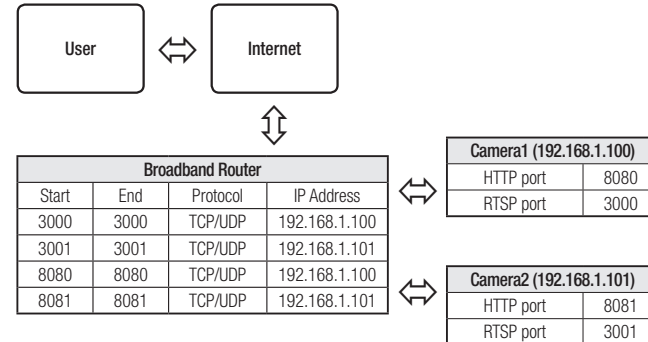 User
Internet
Broadband Router
Start End Protocol IP Address
3000 3000 TCP/UDP 192.168.1.100
3001 3001 TCP/UDP 192.168.1.101
8080 8080 TCP/UDP 192.168.1.100
8081 8081 TCP/UDP 192.168.1.101
Camera1 (192.168.1.100)
HTTP port 8080
RTSP port 3000
Camera2 (192.168.1.101)
HTTP port 8081
RTSP port 3001